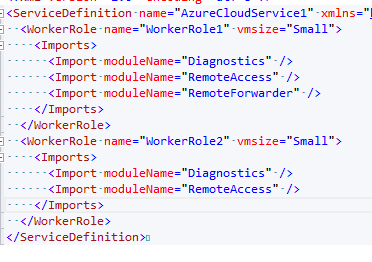 <ServiceDefinition name="AzureCloudService1" xmlns="
<WorkerRole name="WorkerRole1" vmsize="Small">
<Imports>
<Import moduleName="Diagnostics" />
<Import moduleName="RemoteAccess" />
<Import moduleName="RemoteForwarder" />
</Imports>
</WorkerRole>
<WorkerRole name="WorkerRole2" vmsize="Small">
<Imports>
<Import moduleName="Diagnostics" />
<Import moduleName="RemoteAccess" />
</Imports>
</WorkerRole>
</ServiceDefinition>